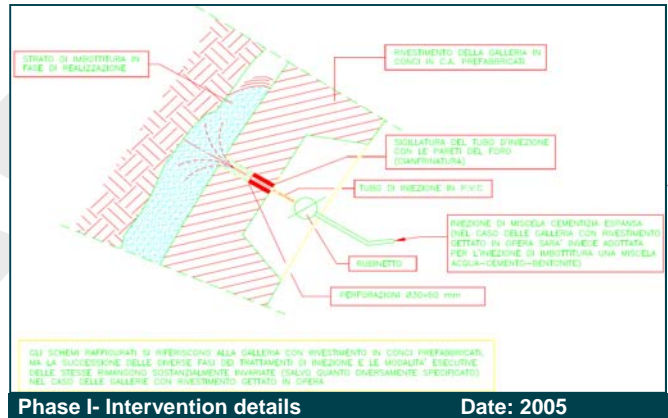 STRATO DI IMBOTTITURA IN
FASE DI REALIZZAZIONE
RIVESTIMENTO DELLA GALLERIA IN
CONCI IN C.A. PREFABBRICATI
SIGILLATURA DEL TUBO D'INIEZIONE
CON LE PARETI DEL FORO
(CIANFRINATURA)
TUBO DI INIEZIONE IN P.V.C.
INIEZIONE DI MISCELA CEMENTIZIA ESPANSA
(NEL CASO DELLE GALLERIE CON RIVESTIMENTO
GETTATO IN OPERA SARA' INVECE ADOTTATA
PER L'INIEZIONE DI IMBOTTITURA UNA MISCELA
ACQUA-CEMENTO-BENTONITE)
RUBINETTO
PERFORAZIONI Ø30÷60 mm
GLI SCHEMI RAFFIGURATI SI RIFERISCONO ALLA GALLERIA CON RIVESTIMENTO IN CONCI PREFABBRICATI,
MA LA SUCCESSIONE DELLE DIVERSE FASI DEI TRATTAMENTI DI INIEZIONE E LE MODALITA' ESECUTIVE
DELLE STESSE RIMANGONO SOSTANZIALMENTE INVARIATE (SALVO QUANTO DIVERSAMENTE SPECIFICATO)
NEL CASO DELLE GALLERIE CON RIVESTIMENTO GETTATO IN OPERA
Phase I- Intervention details Date: 2005